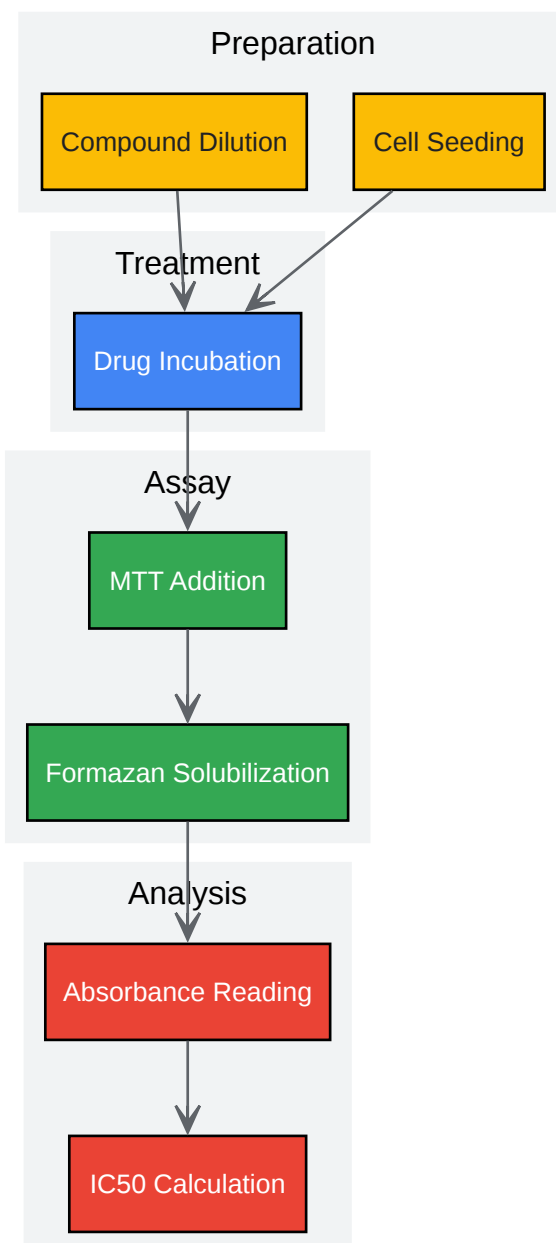 Preparation
Compound Dilution
Cell Seeding
Treatment
Drug Incubation
Assay
MTT Addition
Formazan Solubilization
Analysis
Absorbance Reading
IC50 Calculation